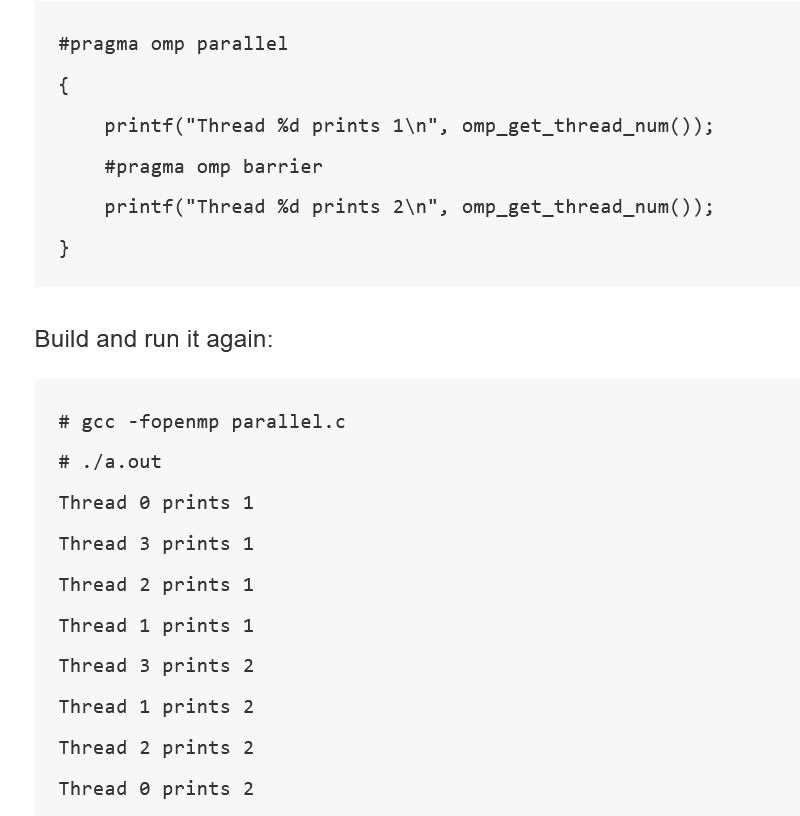 #pragma omp parallel
{
    printf("Thread %d prints 1\n", omp_get_thread_num());
    #pragma omp barrier
    printf("Thread %d prints 2\n", omp_get_thread_num());
}
Build and run it again:
# gcc -fopenmp parallel.c
# ./a.out
Thread 0 prints 1
Thread 3 prints 1
Thread 2 prints 1
Thread 1 prints 1
Thread 3 prints 2
Thread 1 prints 2
Thread 2 prints 2
Thread 0 prints 2